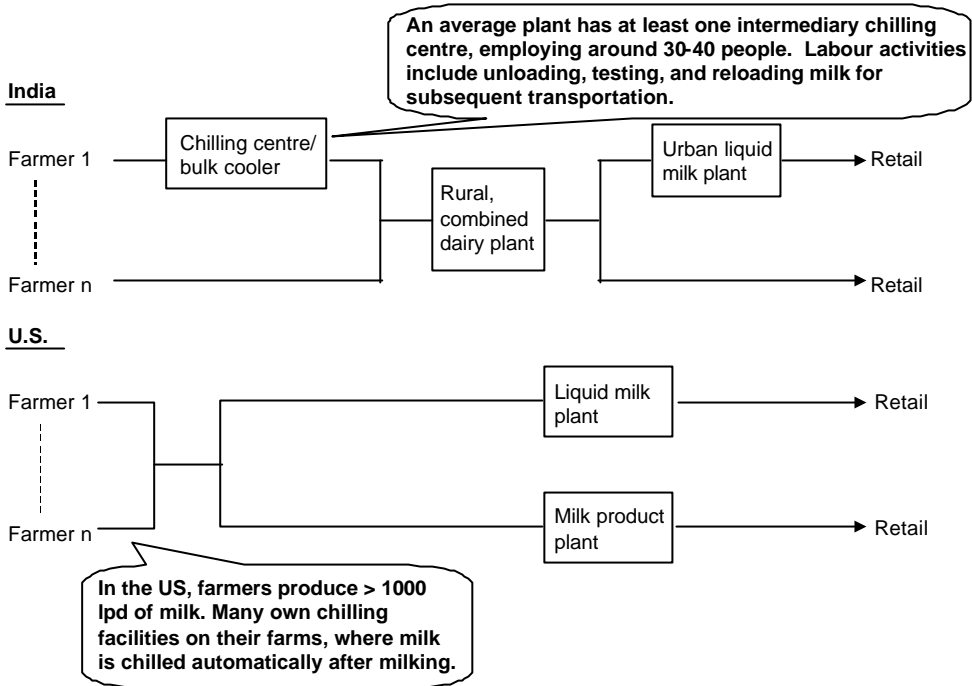 An average plant has at least one intermediary chilling
centre, employing around 30-40 people. Labour activities
include unloading, testing, and reloading milk for
subsequent transportation.
India
Farmer 1
Chilling centre/
bulk cooler
Rural,
combined
dairy plant
Urban liquid
milk plant
Retail
Farmer n
Retail
U.S.
Farmer 1
Liquid milk
plant
Retail
Farmer n
Milk product
plant
Retail
In the US, farmers produce > 1000
lpd of milk. Many own chilling
facilities on their farms, where milk
is chilled automatically after milking.